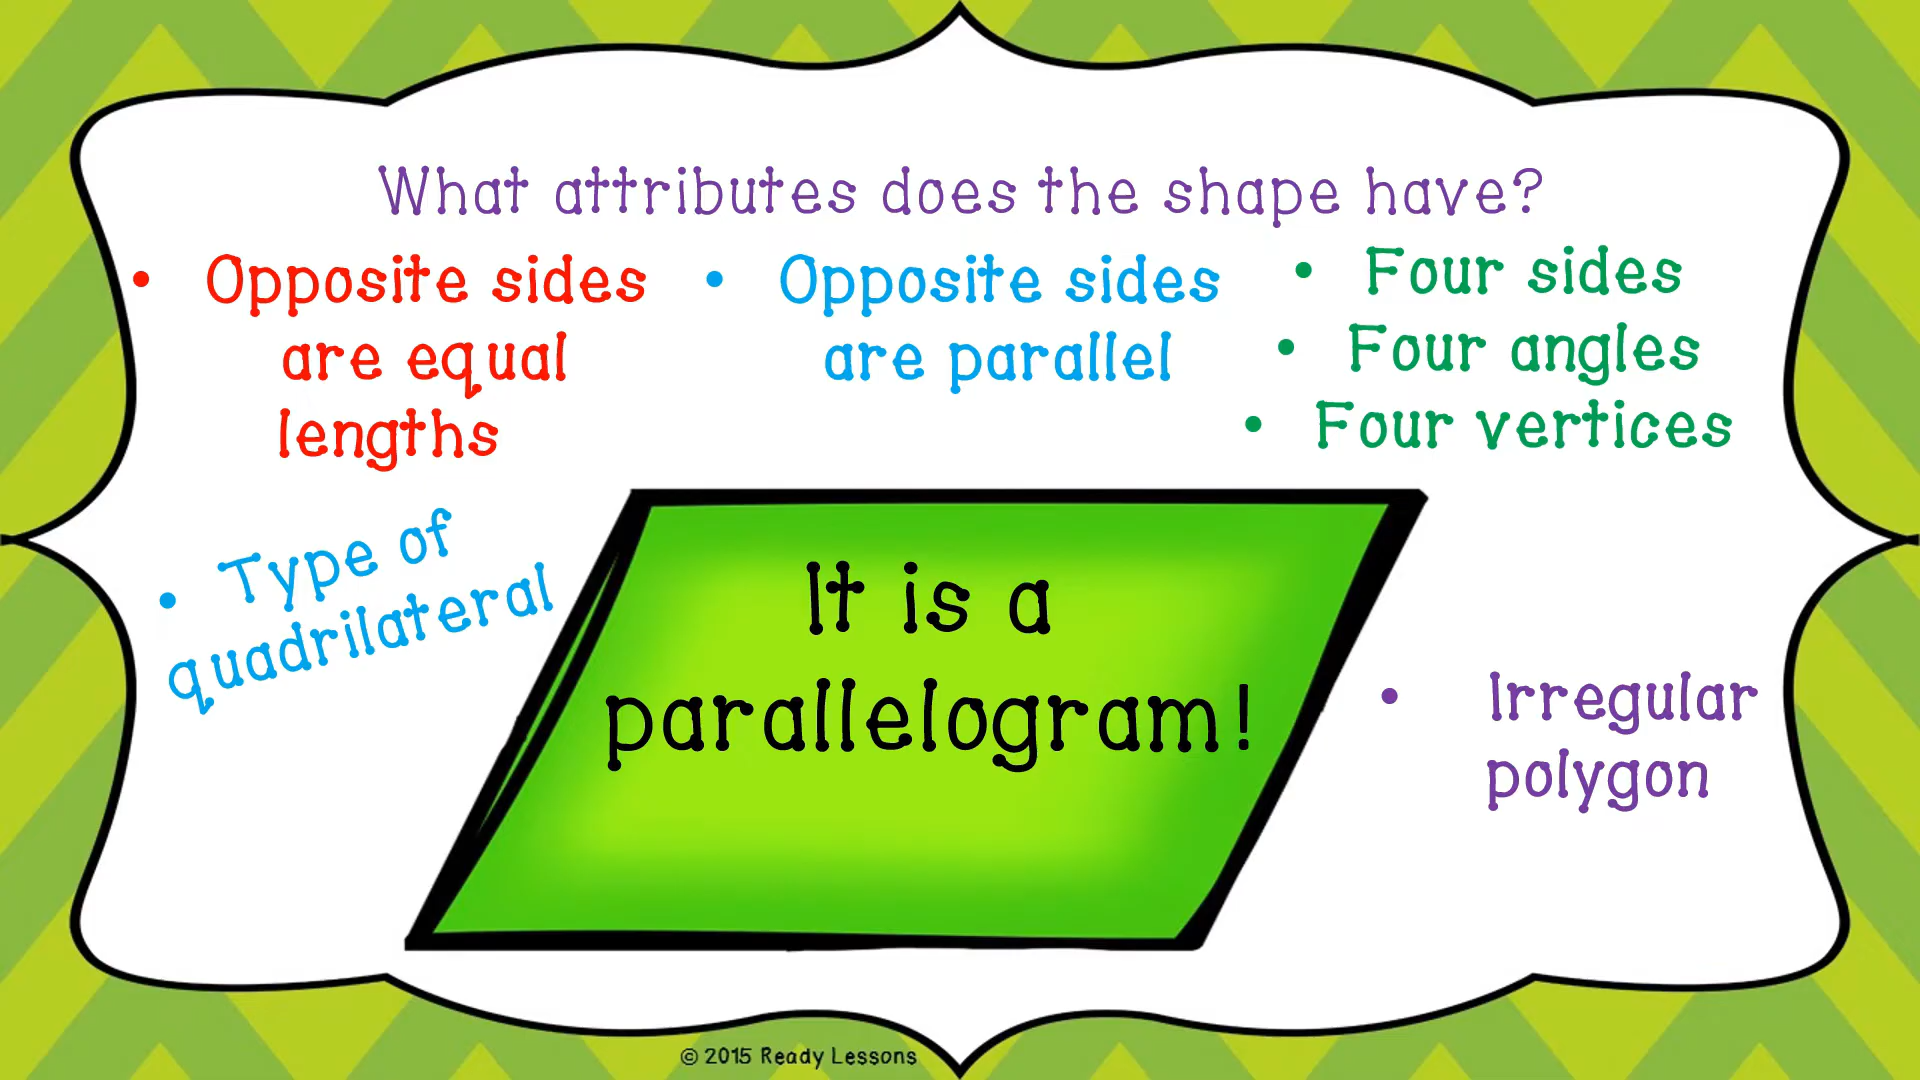 What attributes does the shape have?
• Opposite sides
are equal
lengths
• Opposite sides
are parallel
• Four sides
• Four angles
• Four vertices
• Type of
quadrilateral
It is a
parallelogram!
• Irregular
polygon
© 2015 Ready Lessons